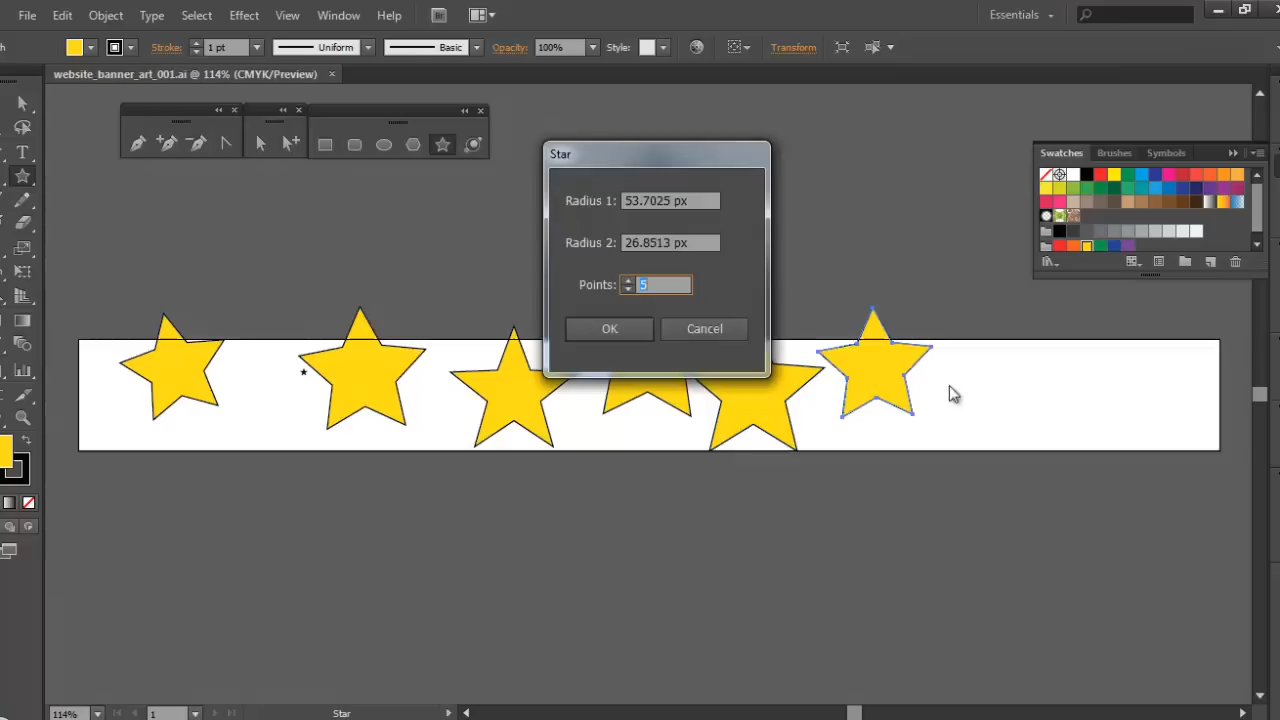 File Edit Object Type Select Effect View Window Help Br Essentials
Stroke: 1 pt Uniform Basic Opacity: 100% Style: Transform
website_banner_art_001.ai @ 114% (CMYK/Preview)
Star
Swatches Brushes Symbols
Radius 1: 53.7025 px
Radius 2: 26.8513 px
Points: 5
OK Cancel
114% 1 Star